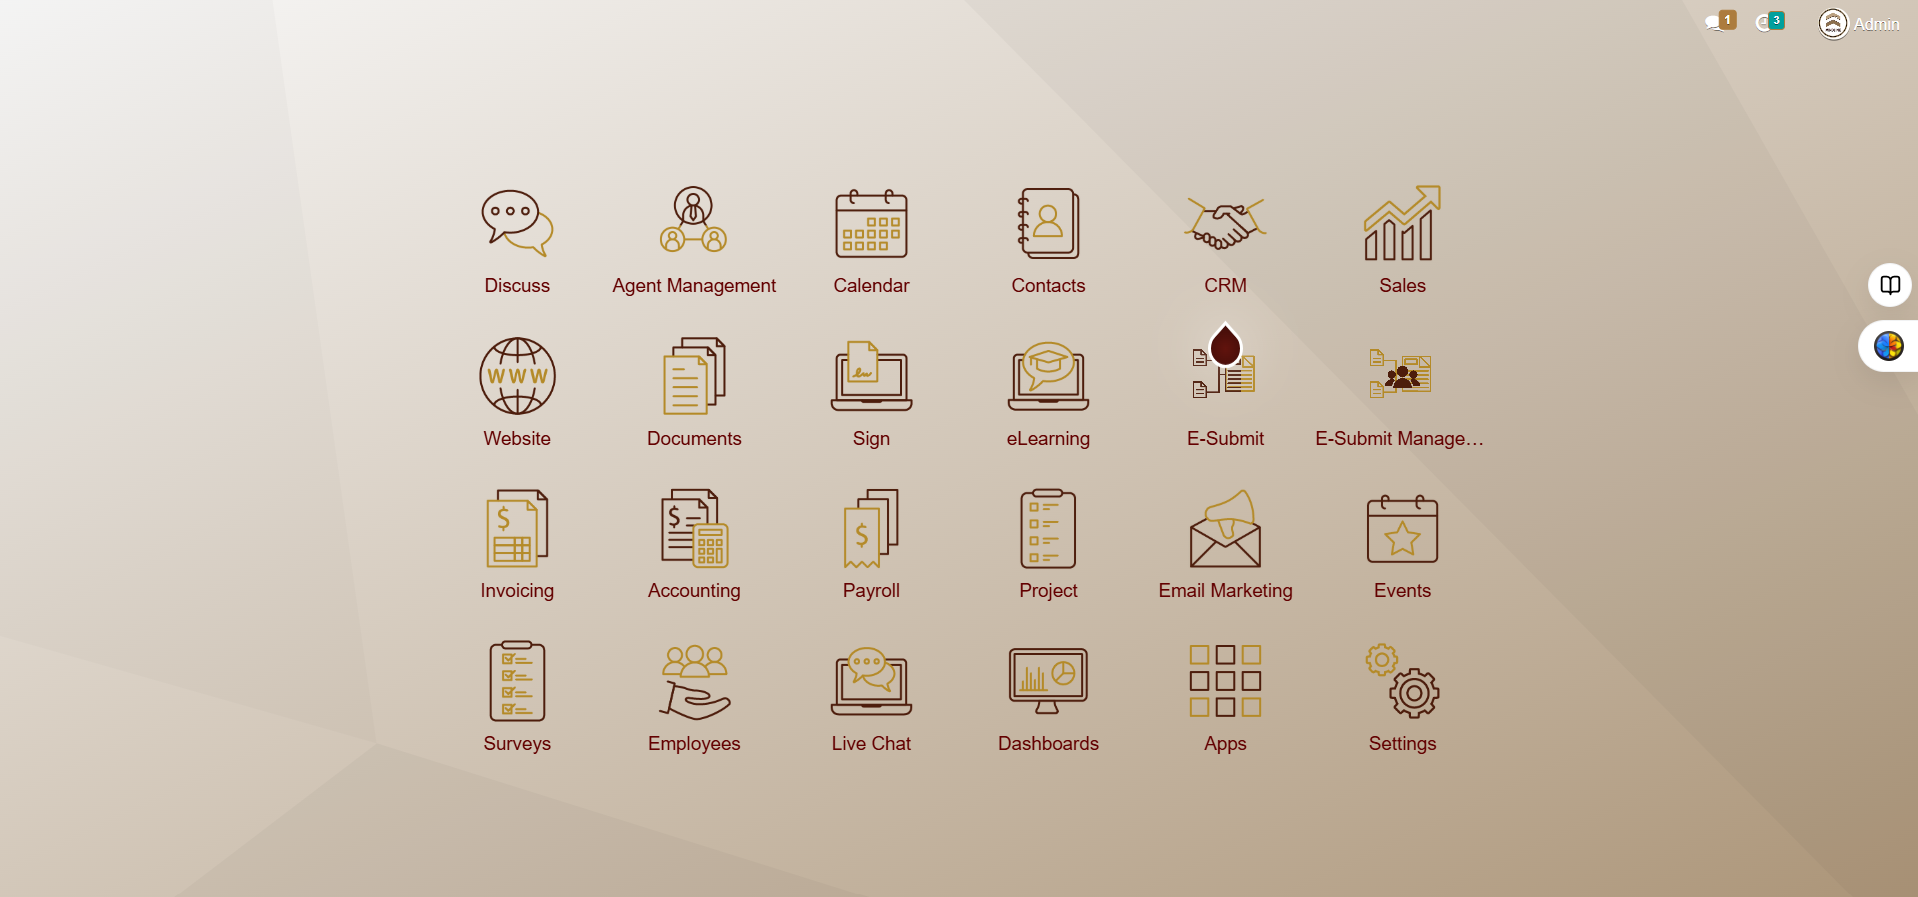 1
3
Admin
Discuss
Agent Management
Calendar
Contacts
CRM
Sales
WWW
Website
Documents
Sign
eLearning
E-Submit
E-Submit Manage…
$
Invoicing
$
Accounting
$
Payroll
Project
Email Marketing
Events
Surveys
Employees
Live Chat
Dashboards
Apps
Settings